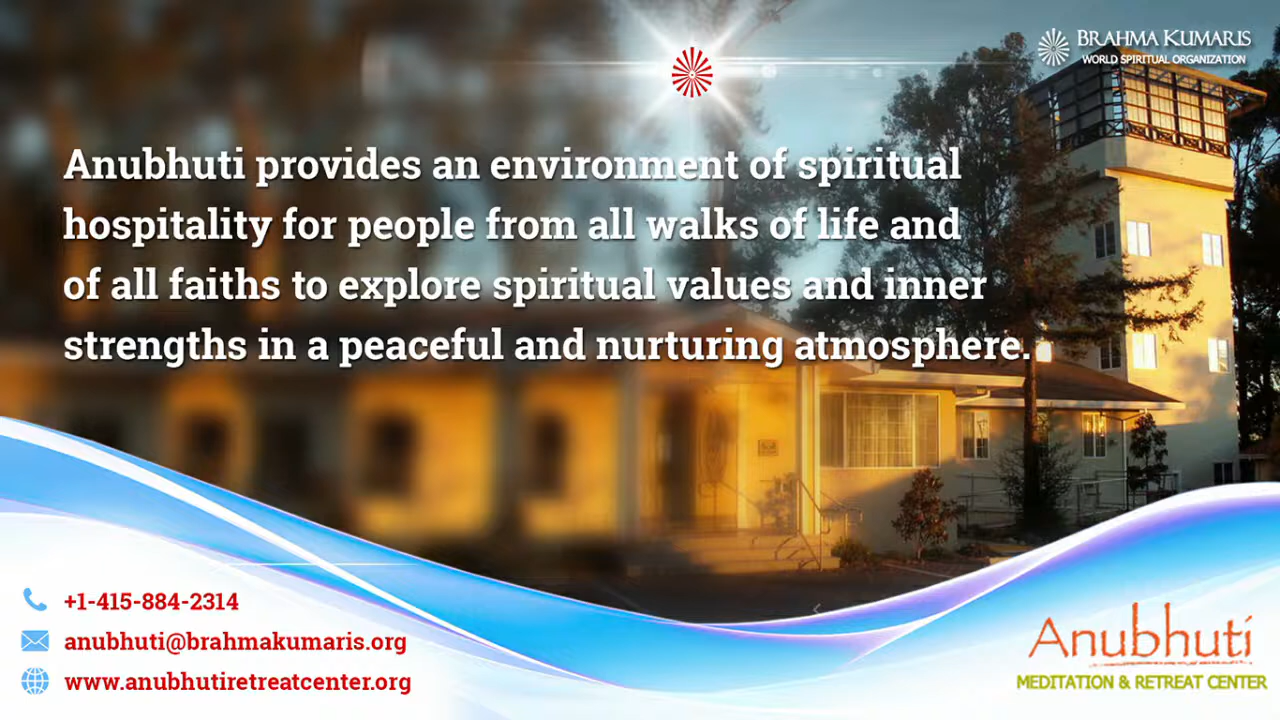 BRAHMA KUMARIS
WORLD SPIRITUAL ORGANIZATION
Anubhuti provides an environment of spiritual
hospitality for people from all walks of life and
of all faiths to explore spiritual values and inner
strengths in a peaceful and nurturing atmosphere.
+1-415-884-2314
anubhuti@brahmakumaris.org
www.anubhutiretreatcenter.org
Anubhuti
MEDITATION & RETREAT CENTER